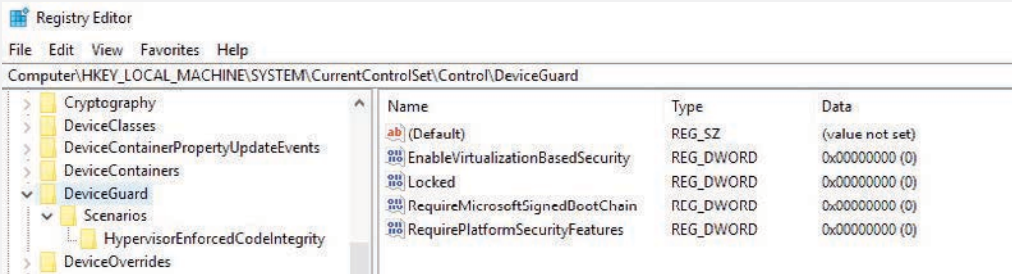 Registry Editor
File Edit View Favorites Help
Computer\HKEY_LOCAL_MACHINE\SYSTEM\CurrentControlSet\Control\DeviceGuard
Cryptography
DeviceClasses
DeviceContainerPropertyUpdateEvents
DeviceContainers
DeviceGuard
Scenarios
HypervisorEnforcedCodeIntegrity
DeviceOverrides
Name Type Data
ab (Default) REG_SZ (value not set)
EnableVirtualizationBasedSecurity REG_DWORD 0x00000000 (0)
Locked REG_DWORD 0x00000000 (0)
RequireMicrosoftSignedBootChain REG_DWORD 0x00000000 (0)
RequirePlatformSecurityFeatures REG_DWORD 0x00000000 (0)